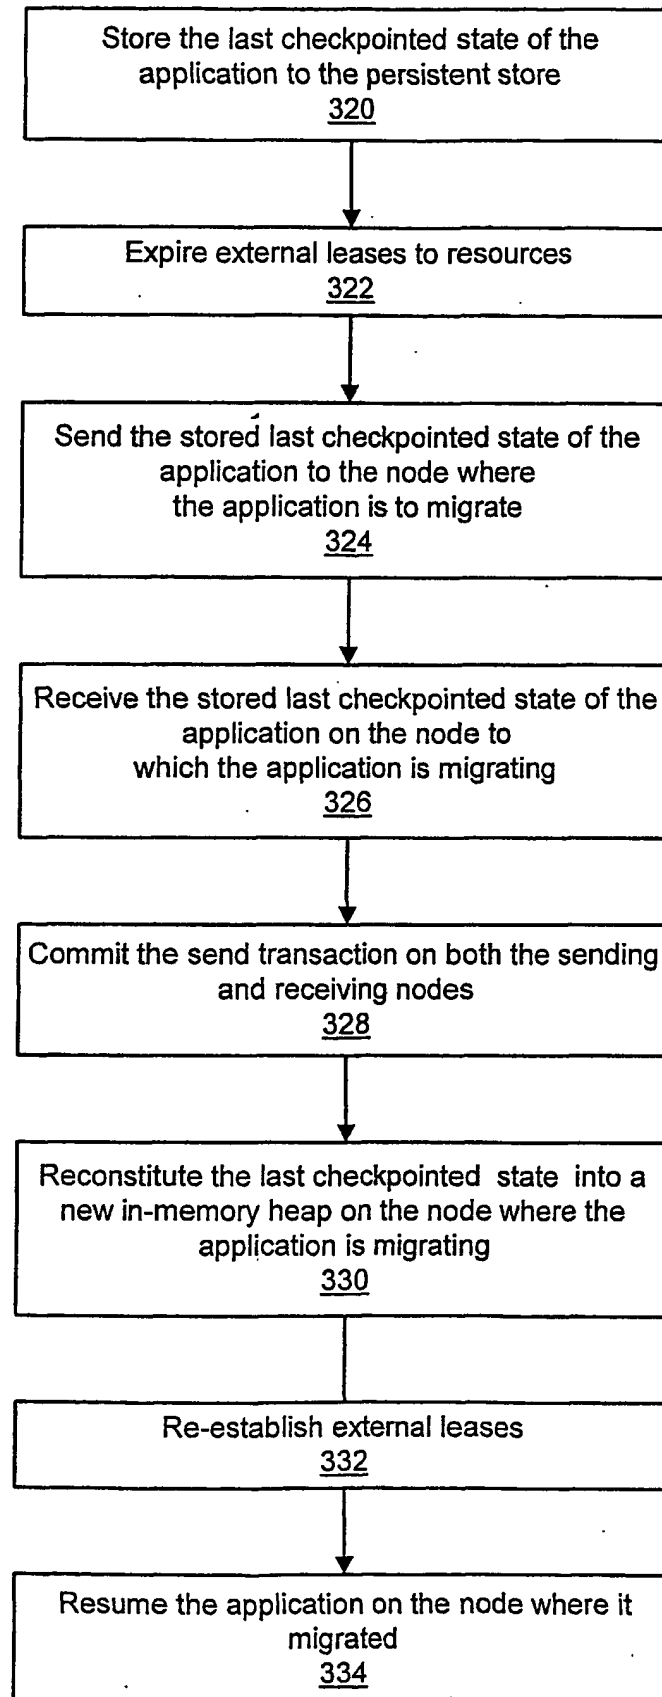 Store the last checkpointed state of the
application to the persistent store
320
Expire external leases to resources
322
Send the stored last checkpointed state of the
application to the node where
the application is to migrate
324
Receive the stored last checkpointed state of the
application on the node to
which the application is migrating
326
Commit the send transaction on both the sending
and receiving nodes
328
Reconstitute the last checkpointed state into a
new in-memory heap on the node where the
application is migrating
330
Re-establish external leases
332
Resume the application on the node where it
migrated
334